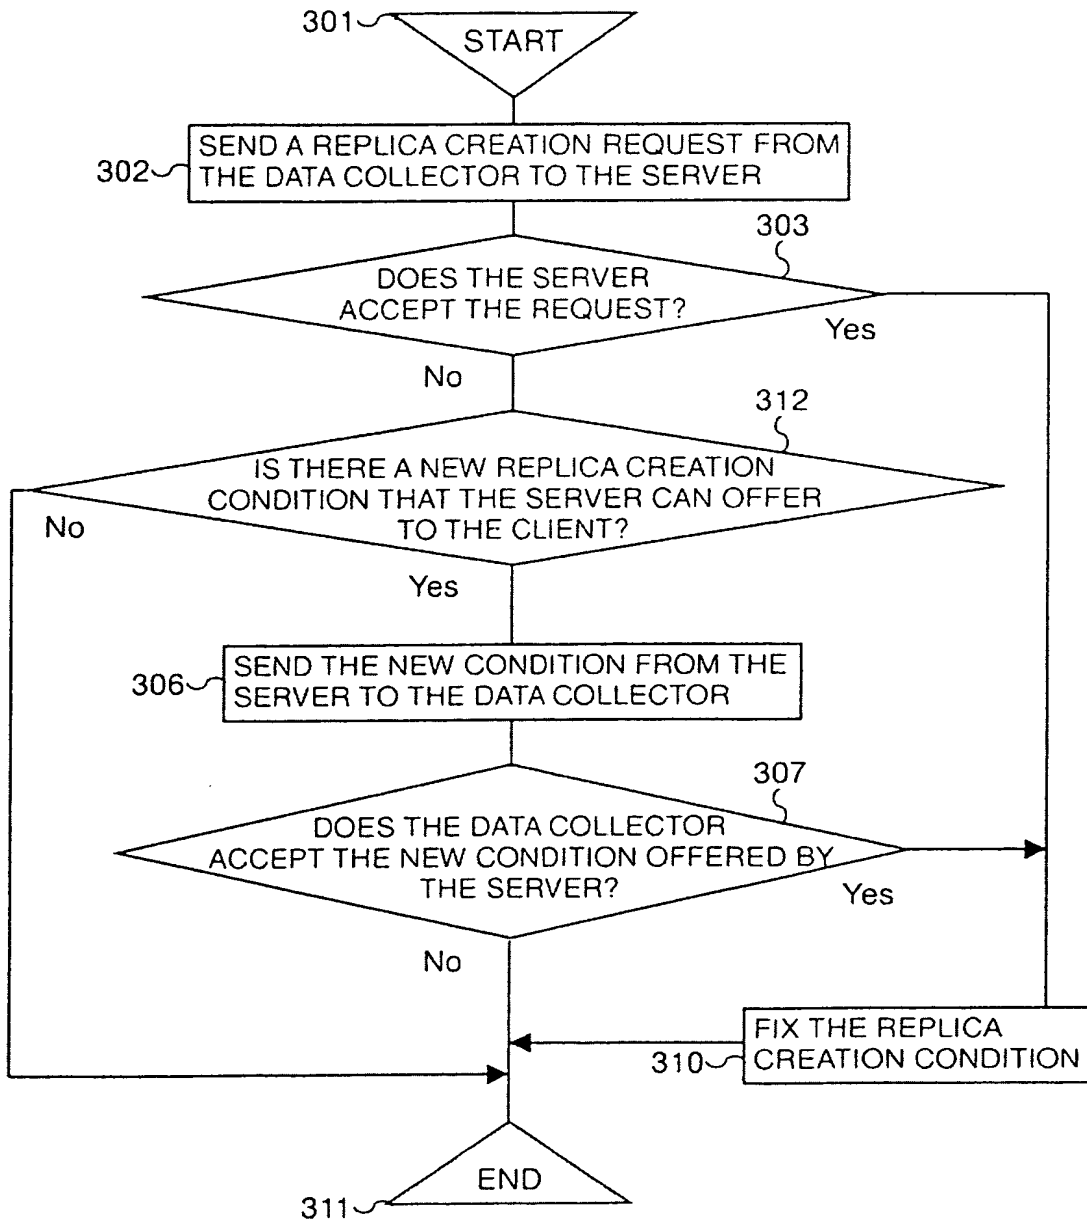 301
START
302
SEND A REPLICA CREATION REQUEST FROM
THE DATA COLLECTOR TO THE SERVER
303
DOES THE SERVER
ACCEPT THE REQUEST?
Yes
No
312
IS THERE A NEW REPLICA CREATION
CONDITION THAT THE SERVER CAN OFFER
TO THE CLIENT?
No
Yes
306
SEND THE NEW CONDITION FROM THE
SERVER TO THE DATA COLLECTOR
307
DOES THE DATA COLLECTOR
ACCEPT THE NEW CONDITION OFFERED BY
THE SERVER?
Yes
No
310
FIX THE REPLICA
CREATION CONDITION
END
311